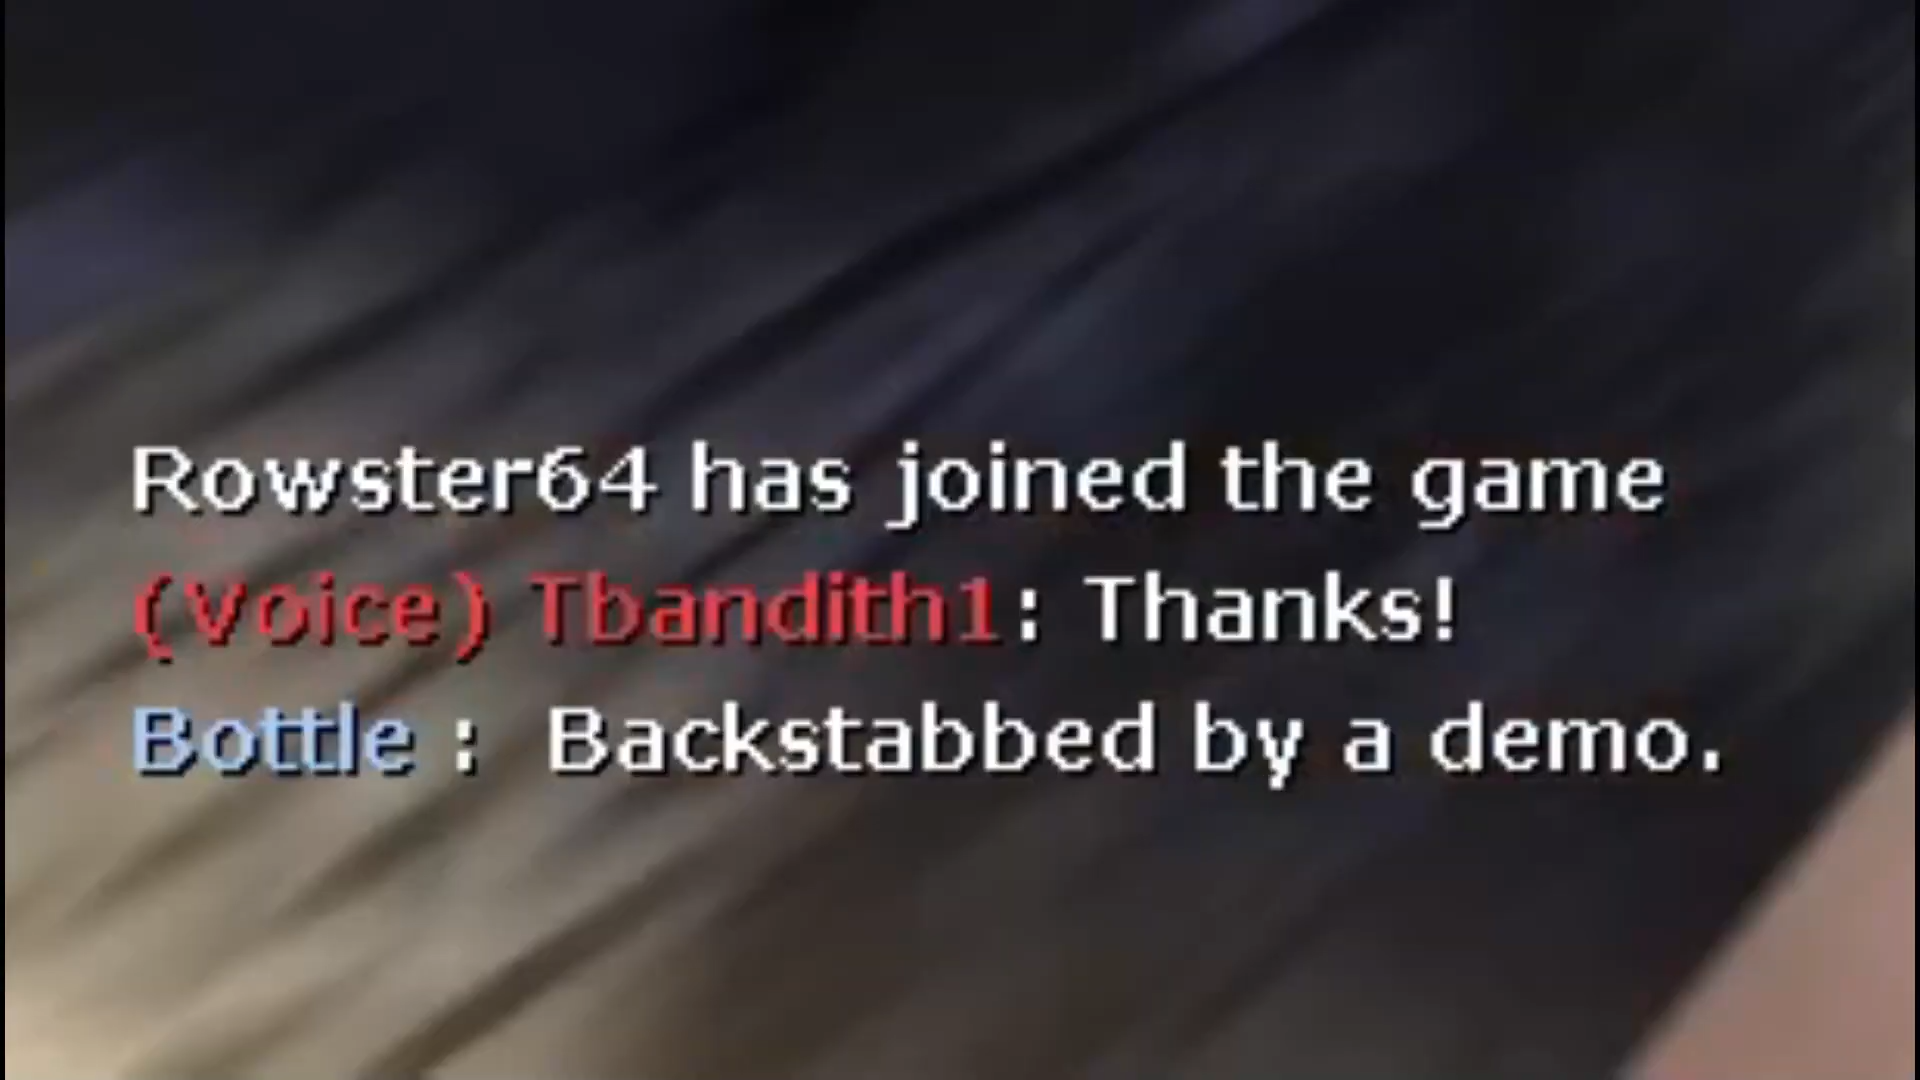 Rowster64 has joined the game
(Voice) Tbandith1: Thanks!
Bottle :  Backstabbed by a demo.